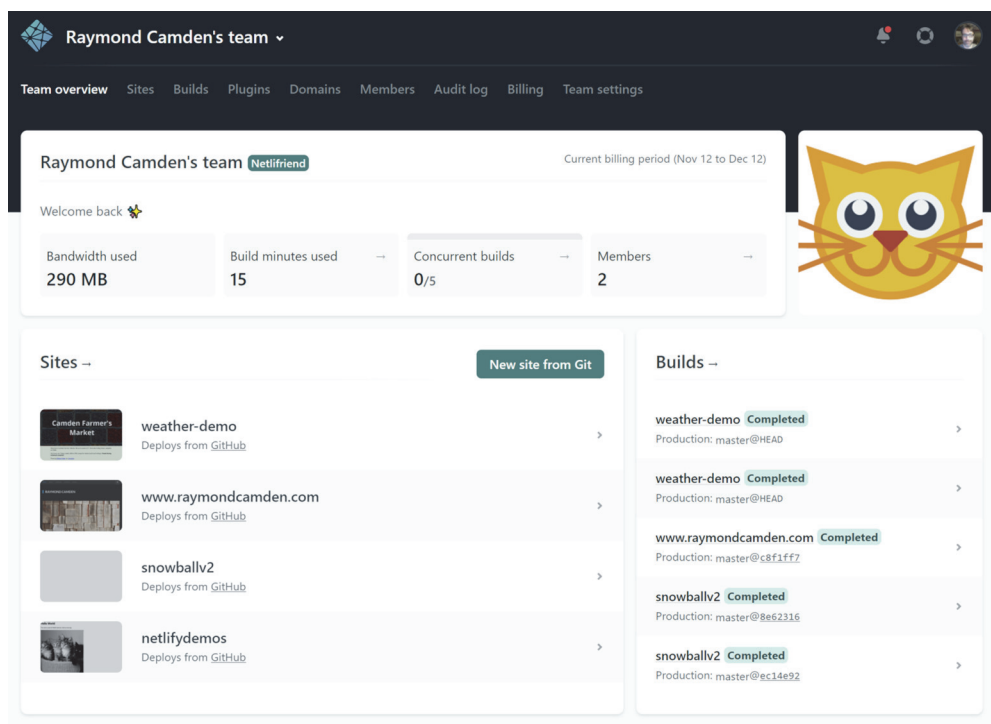 Raymond Camden's team
Team overview Sites Builds Plugins Domains Members Audit log Billing Team settings
Raymond Camden's team Netlifriend
Current billing period (Nov 12 to Dec 12)
Welcome back ✨
Bandwidth used
290 MB
Build minutes used →
15
Concurrent builds →
0/5
Members →
2
Sites →
New site from Git
Camden Farmer's
Market
weather-demo
Deploys from GitHub
www.raymondcamden.com
Deploys from GitHub
snowballv2
Deploys from GitHub
netlifydemos
Deploys from GitHub
Builds →
weather-demo Completed
Production: master@HEAD
weather-demo Completed
Production: master@HEAD
www.raymondcamden.com Completed
Production: master@c8f1ff7
snowballv2 Completed
Production: master@8e62316
snowballv2 Completed
Production: master@ec14e92